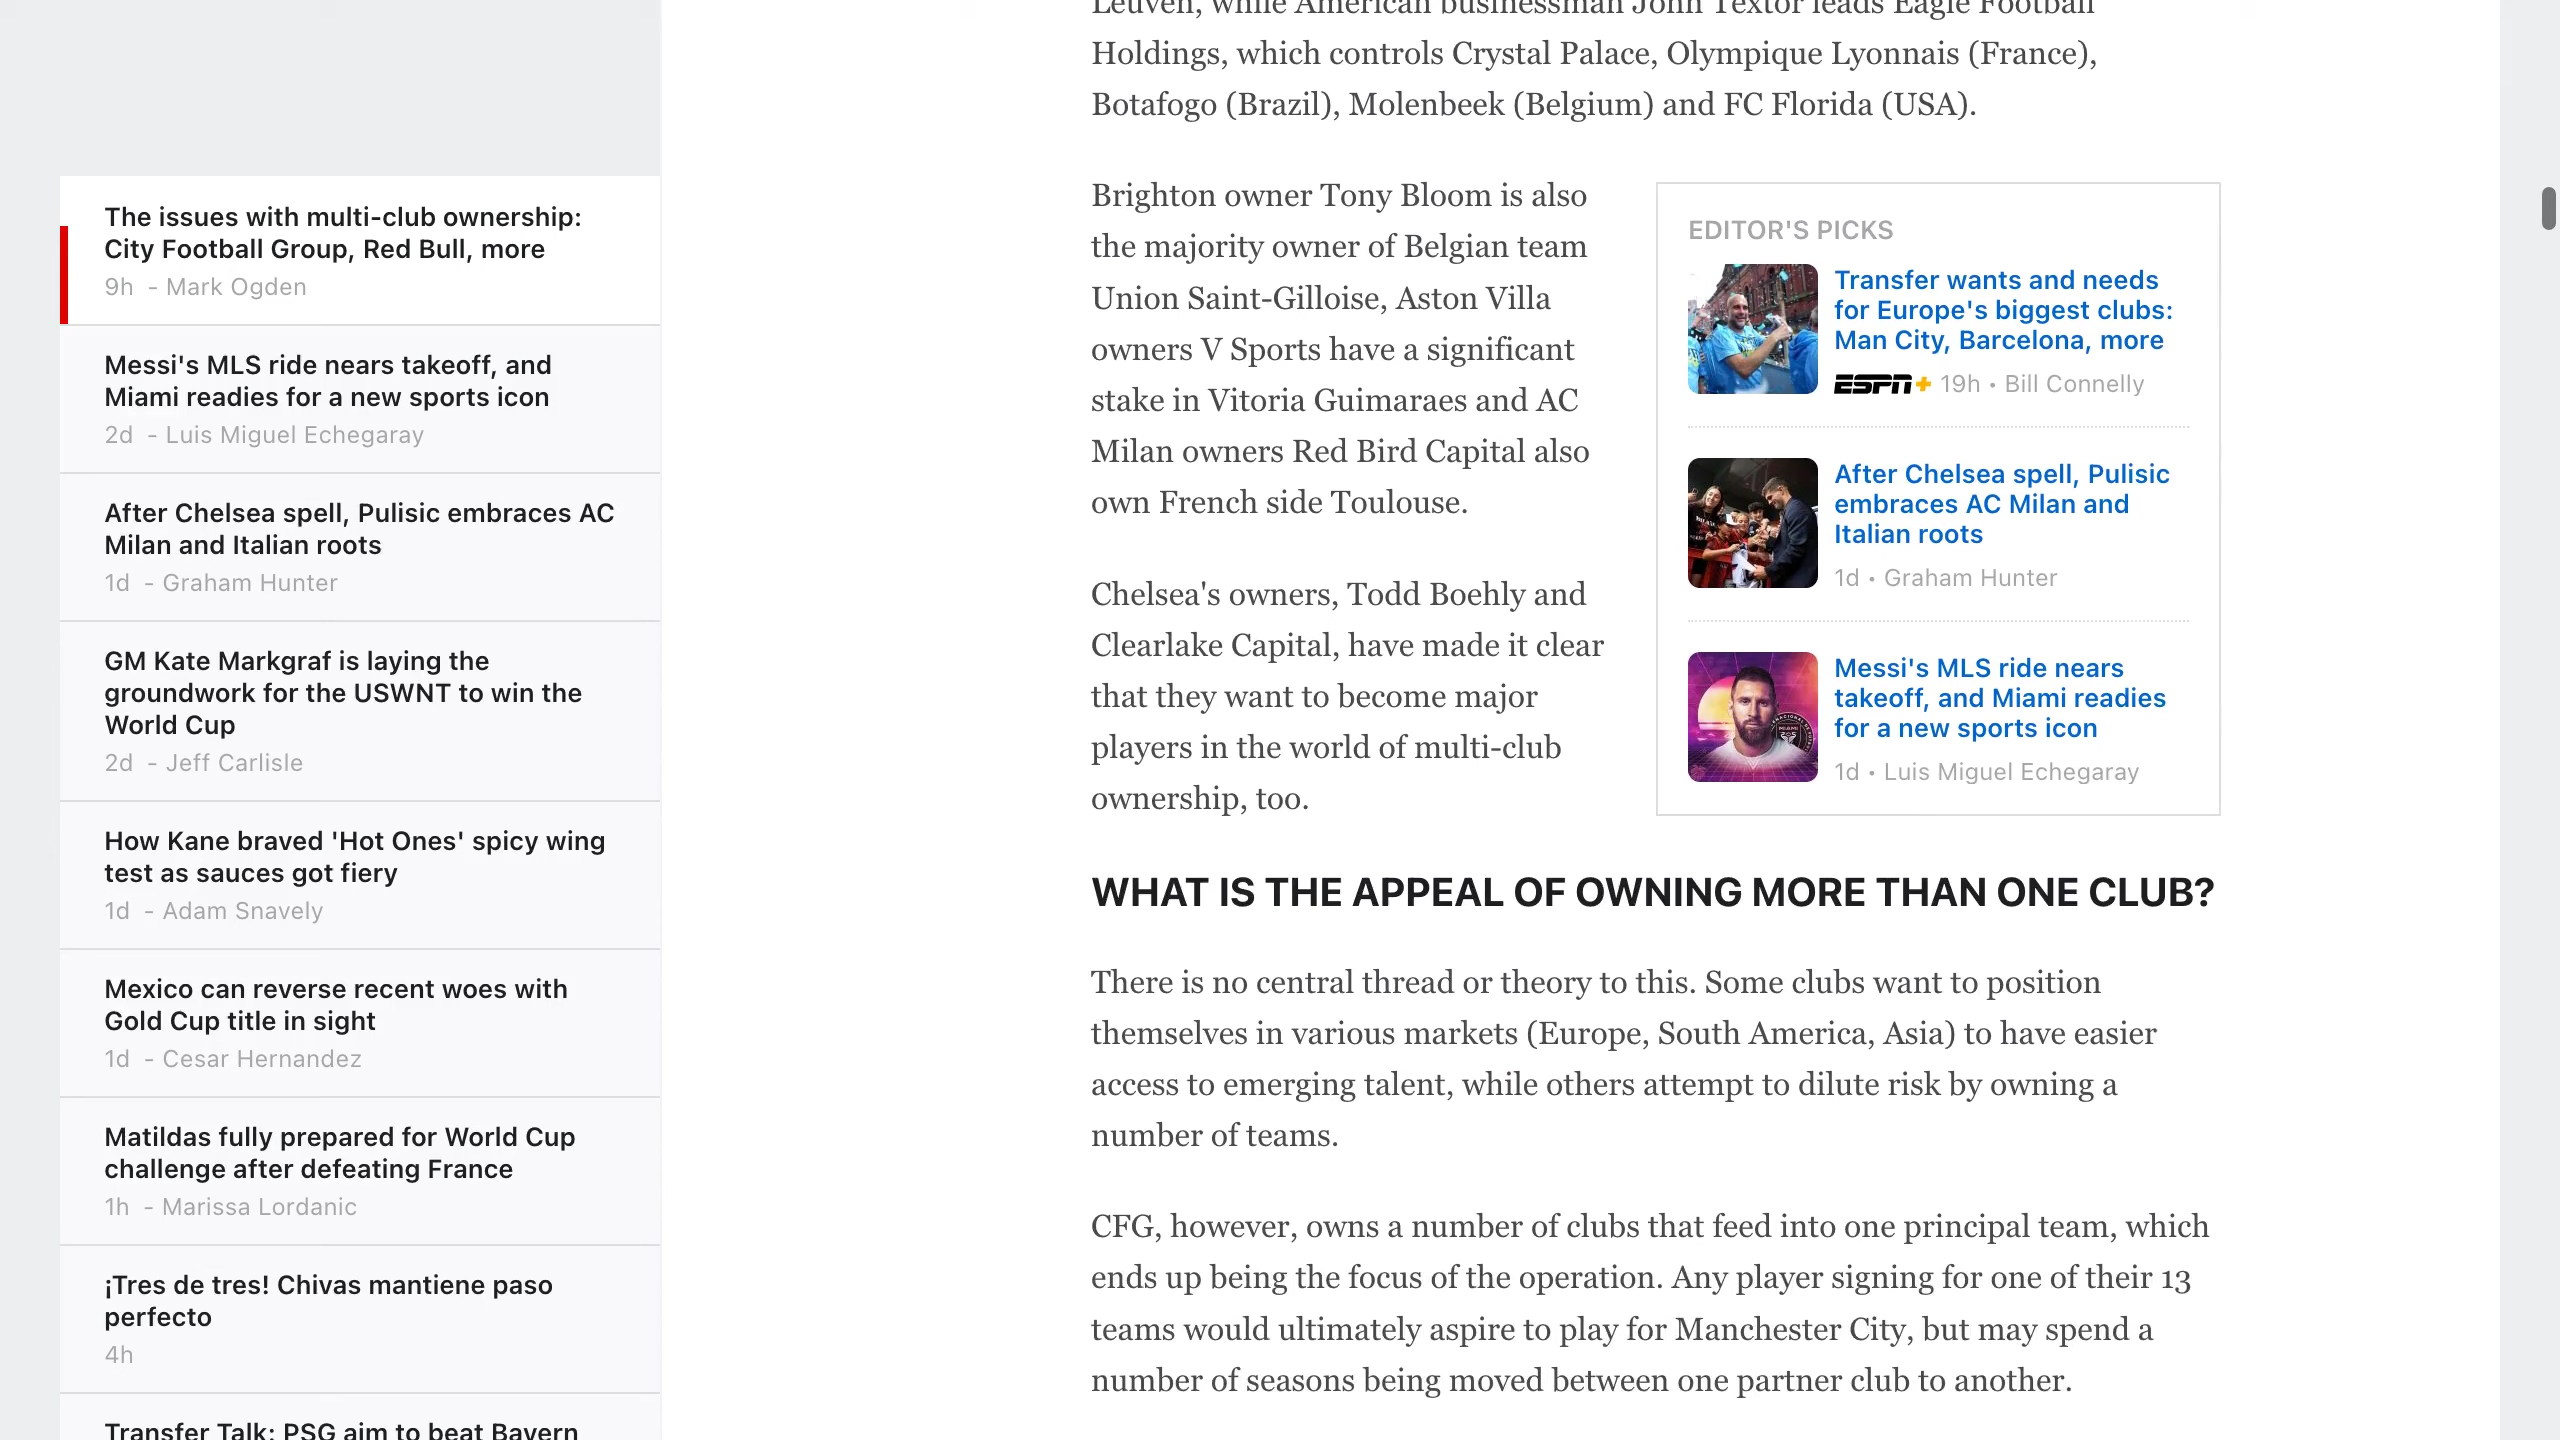 The issues with multi-club ownership:
City Football Group, Red Bull, more
9h - Mark Ogden
Messi's MLS ride nears takeoff, and
Miami readies for a new sports icon
2d - Luis Miguel Echegaray
After Chelsea spell, Pulisic embraces AC
Milan and Italian roots
1d - Graham Hunter
GM Kate Markgraf is laying the
groundwork for the USWNT to win the
World Cup
2d - Jeff Carlisle
How Kane braved 'Hot Ones' spicy wing
test as sauces got fiery
1d - Adam Snavely
Mexico can reverse recent woes with
Gold Cup title in sight
1d - Cesar Hernandez
Matildas fully prepared for World Cup
challenge after defeating France
1h - Marissa Lordanic
¡Tres de tres! Chivas mantiene paso
perfecto
4h
Transfer Talk: PSG aim to beat Bayern
Leuven, while American businessman John Textor leads Eagle Football
Holdings, which controls Crystal Palace, Olympique Lyonnais (France),
Botafogo (Brazil), Molenbeek (Belgium) and FC Florida (USA).
Brighton owner Tony Bloom is also
the majority owner of Belgian team
Union Saint-Gilloise, Aston Villa
owners V Sports have a significant
stake in Vitoria Guimaraes and AC
Milan owners Red Bird Capital also
own French side Toulouse.
Chelsea's owners, Todd Boehly and
Clearlake Capital, have made it clear
that they want to become major
players in the world of multi-club
ownership, too.
EDITOR'S PICKS
Transfer wants and needs
for Europe's biggest clubs:
Man City, Barcelona, more
ESPN+ 19h • Bill Connelly
After Chelsea spell, Pulisic
embraces AC Milan and
Italian roots
1d • Graham Hunter
Messi's MLS ride nears
takeoff, and Miami readies
for a new sports icon
1d • Luis Miguel Echegaray
WHAT IS THE APPEAL OF OWNING MORE THAN ONE CLUB?
There is no central thread or theory to this. Some clubs want to position
themselves in various markets (Europe, South America, Asia) to have easier
access to emerging talent, while others attempt to dilute risk by owning a
number of teams.
CFG, however, owns a number of clubs that feed into one principal team, which
ends up being the focus of the operation. Any player signing for one of their 13
teams would ultimately aspire to play for Manchester City, but may spend a
number of seasons being moved between one partner club to another.